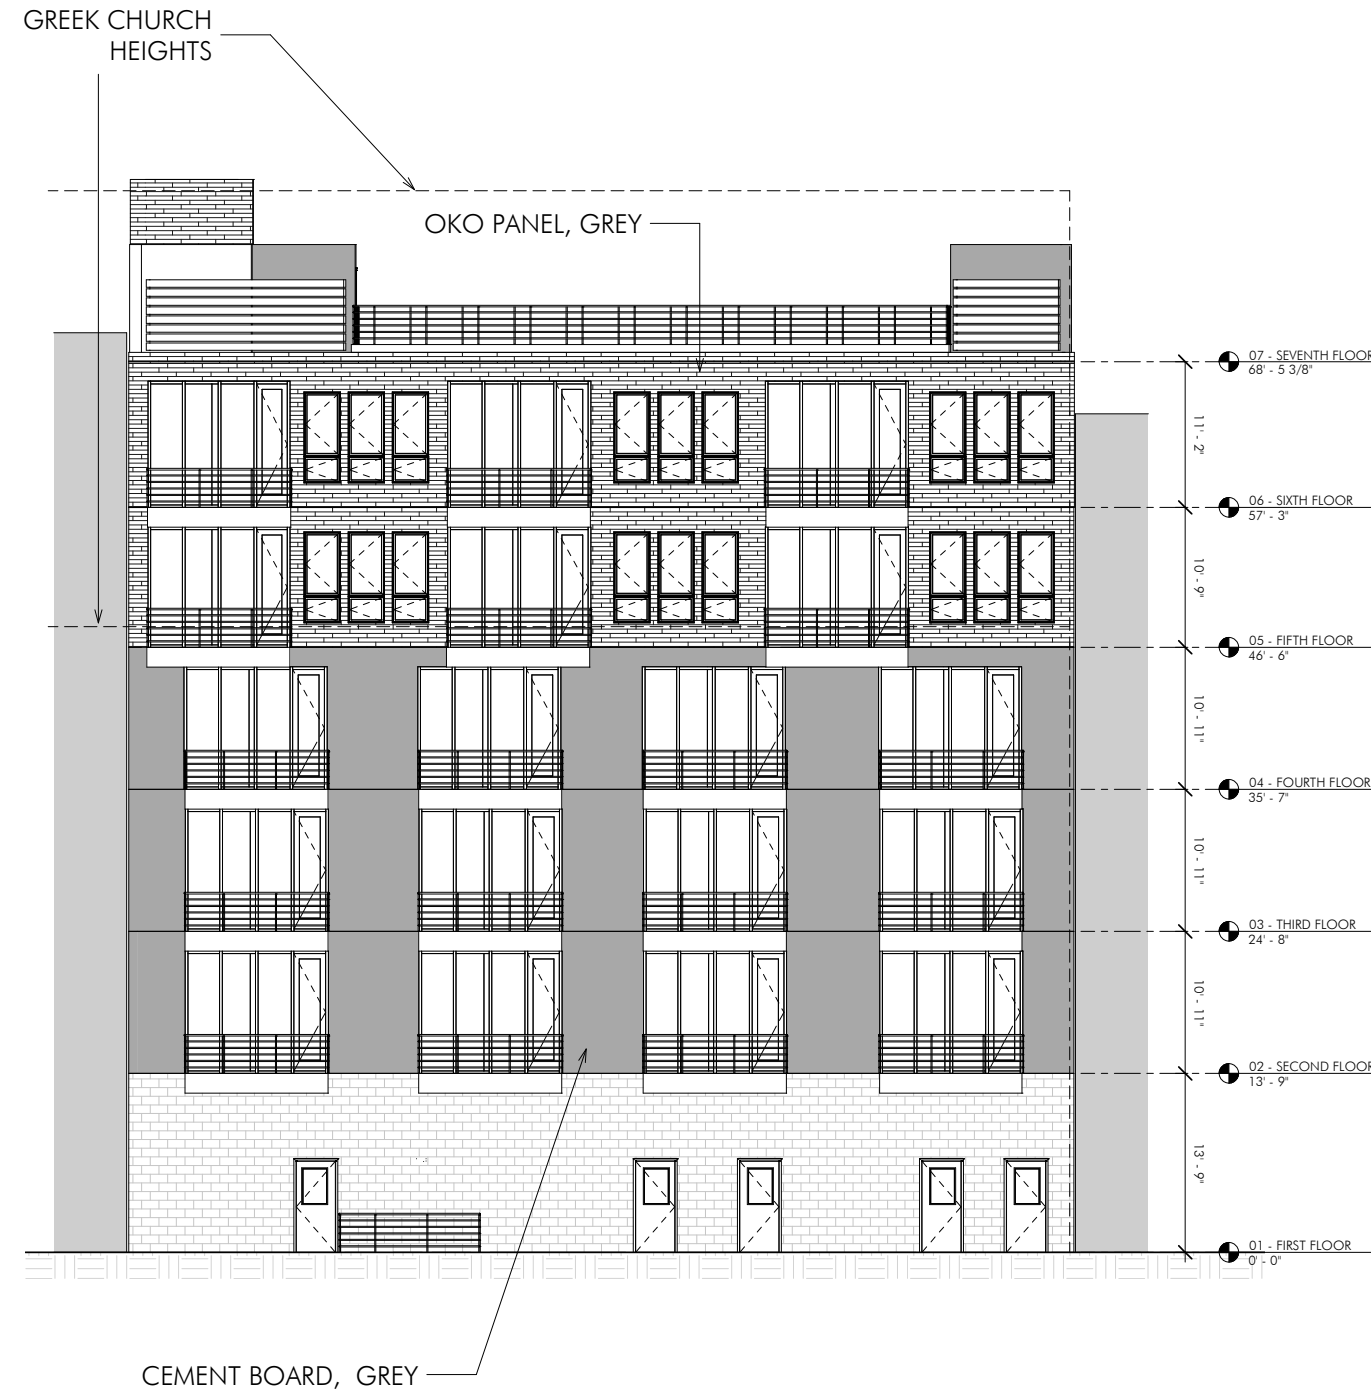 GREEK CHURCH
HEIGHTS
OKO PANEL, GREY
07 - SEVENTH FLOOR
68' - 5 3/8"
11' - 2"
06 - SIXTH FLOOR
57' - 3"
10' - 9"
05 - FIFTH FLOOR
46' - 6"
10' - 11"
04 - FOURTH FLOOR
35' - 7"
10' - 11"
03 - THIRD FLOOR
24' - 8"
10' - 11"
02 - SECOND FLOOR
13' - 9"
13' - 9"
01 - FIRST FLOOR
0' - 0"
CEMENT BOARD, GREY